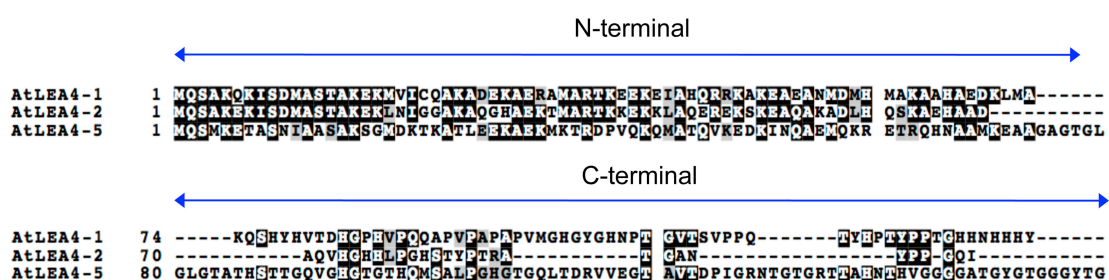 N-terminal
AtLEA4-1 1 MQSAKQKISDMASTAKEKMVICQAKADEKAERAMARTKEEKEIAHQRRKAKEAEANMDMH MAKAAHAEDKLMA------
AtLEA4-2 1 MQSAKEKISDMASTAKEKLNIGGAKAQGHAEKTMARTKKEKKLAQEREKSKEAQAKADLH QSKAEHAAD----------
AtLEA4-5 1 MQSMKETASNIAASAKSGMDKTKATLEEKAEKMKTRDPVQKQMATQVKEDKINQAEMQKR ETRQHNAAMKEAAGAGTGL
C-terminal
AtLEA4-1 74 -----KQSHYHVTDHGPHVPQQAPVPAPAPVMGHGYGHNPT GVTSVPPQ-------TYHPTYPPTGHHNHHHY-----
AtLEA4-2 70 -----------AQVHGHHLPGHSTYPTRA------------T GAN-----------------YPP-GQI----------
AtLEA4-5 80 GLGTATHSTTGQVGHGTGTHQMSALPGHGTGQLTDRVVEGT AVTDPIGRNTGTGRTTAHNTHVGGGGATGYGTGGGYTG